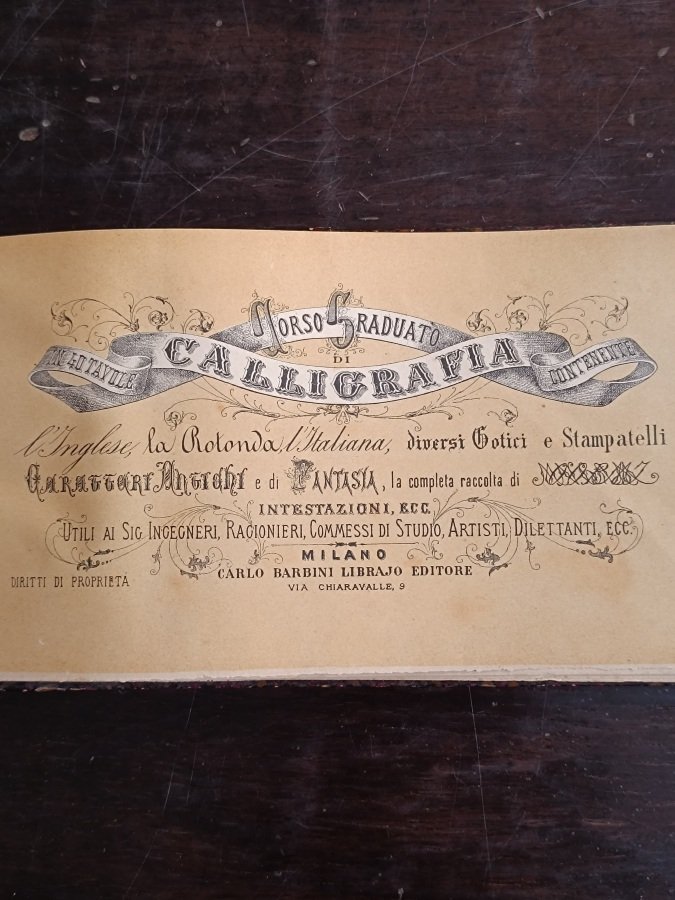 Corso Graduato
DI
CALLIGRAFIA
IN 40 TAVOLE
CONTENENTE
l'Inglese, la Rotonda, l'Italiana, diversi Gotici e Stampatelli
Caratteri Antichi e di FANTASIA, la completa raccolta di
INTESTAZIONI, ECC.
UTILI AI SIG. INGEGNERI, RAGIONIERI, COMMESSI DI STUDIO, ARTISTI, DILETTANTI, ECC.
MILANO
CARLO BARBINI LIBRAJO EDITORE
VIA CHIARAVALLE, 9
DIRITTI DI PROPRIETÀ